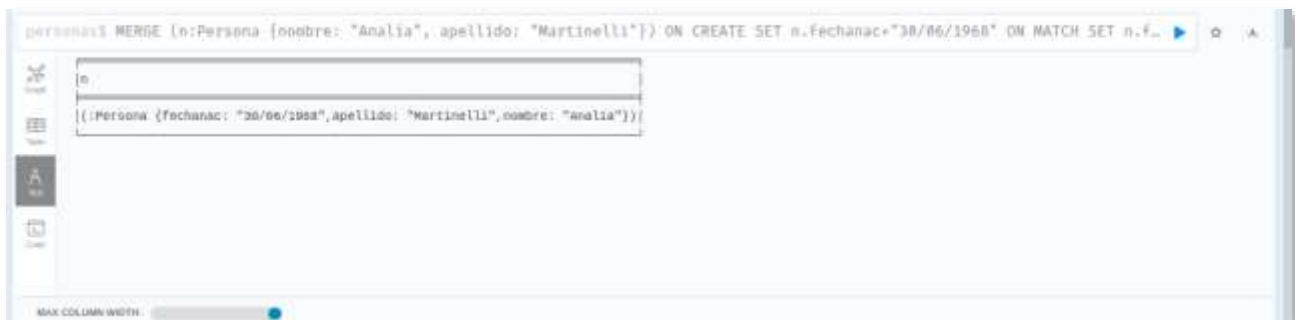 personas$ MERGE (n:Persona {nombre: "Analia", apellido: "Martinelli"}) ON CREATE SET n.fechanac="30/06/1968" ON MATCH SET n.f…
n
(:Persona {fechanac: "30/06/1968",apellido: "Martinelli",nombre: "Analia"})
Graph
Table
A
Text
Code
MAX COLUMN WIDTH: